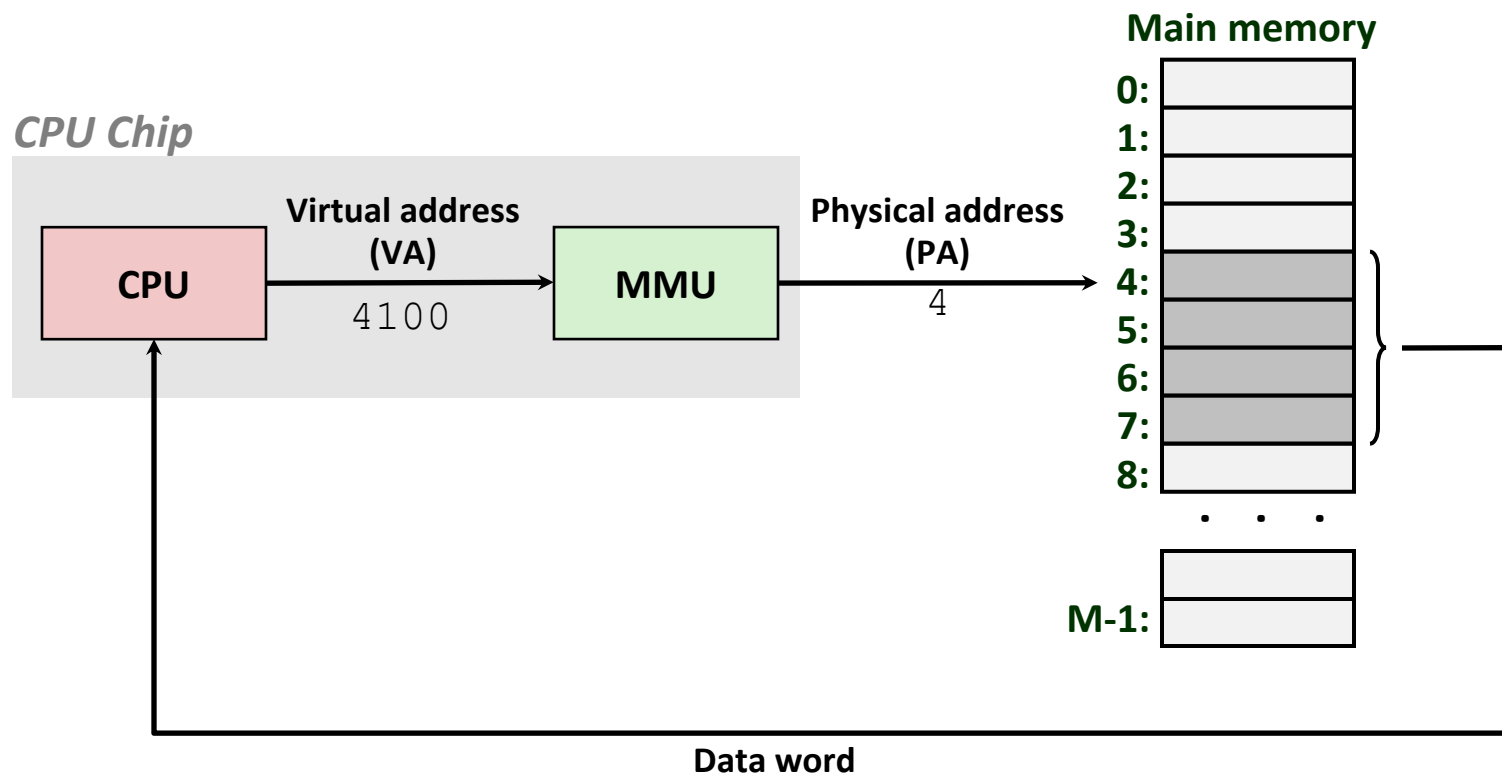 Main memory
0:
1:
2:
3:
4:
5:
6:
7:
8:
. . .
M-1:
CPU Chip
CPU
Virtual address
(VA)
4100
MMU
Physical address
(PA)
4
Data word